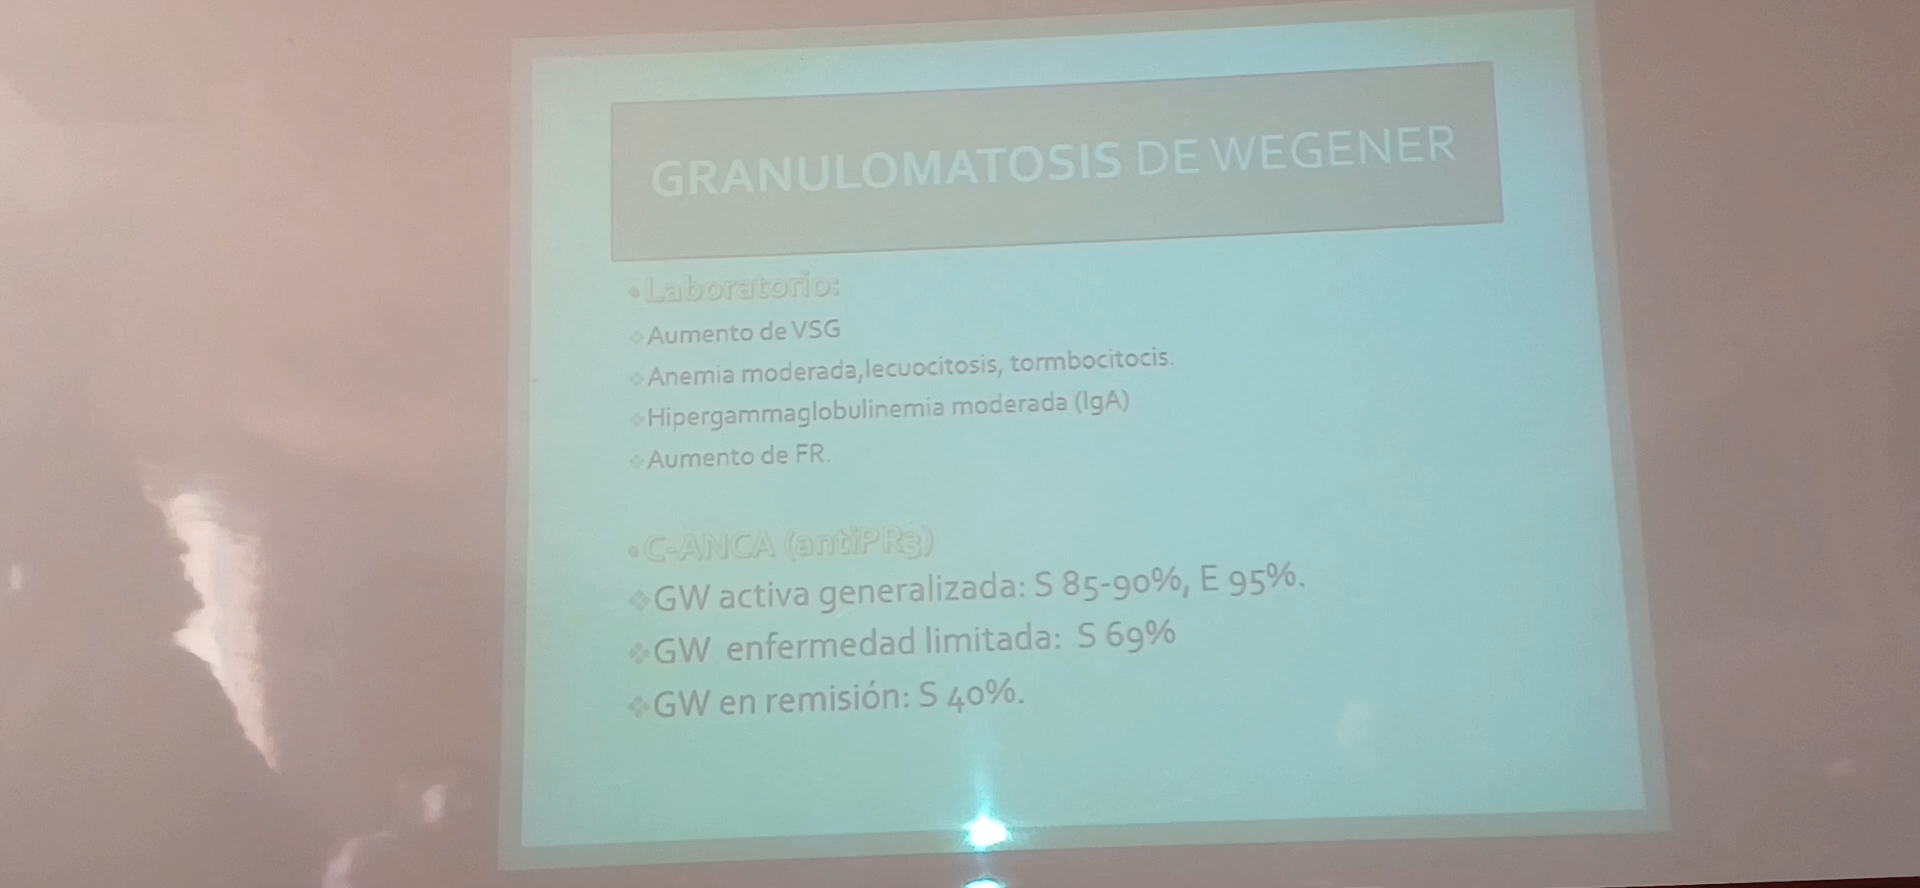 GRANULOMATOSIS DE WEGENER
•Laboratorio:
❖Aumento de VSG
❖Anemia moderada,lecuocitosis, tormbocitocis.
❖Hipergammaglobulinemia moderada (IgA)
❖Aumento de FR.
•C-ANCA (antiPR3)
❖GW activa generalizada: S 85-90%, E 95%.
❖GW enfermedad limitada: S 69%
❖GW en remisión: S 40%.